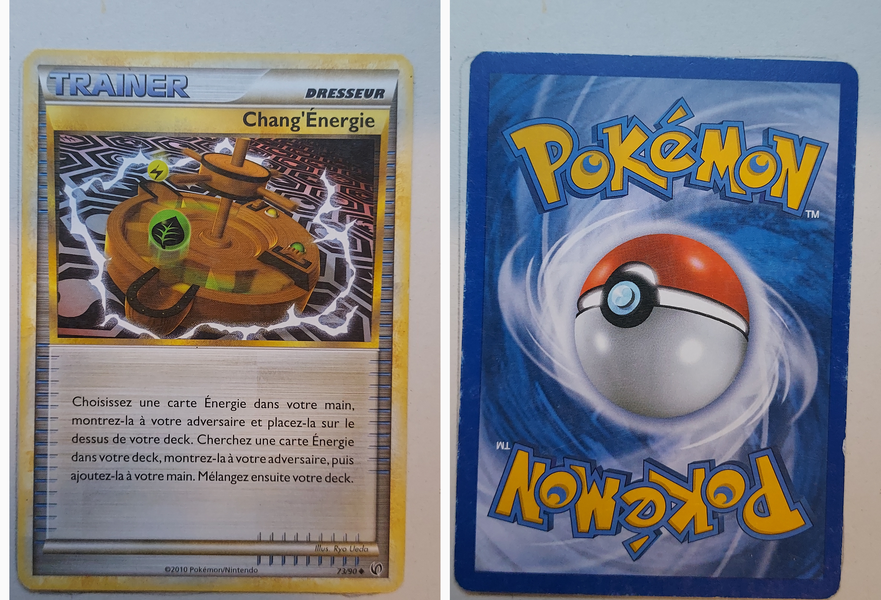 TRAINER
DRESSEUR
Chang'Énergie
Choisissez une carte Énergie dans votre main,
montrez-la à votre adversaire et placez-la sur le
dessus de votre deck. Cherchez une carte Énergie
dans votre deck, montrez-la à votre adversaire, puis
ajoutez-la à votre main. Mélangez ensuite votre deck.
Illus. Ryo Ueda
©2010 Pokémon/Nintendo
73/90
POKéMON
TM
TM
POKéMON